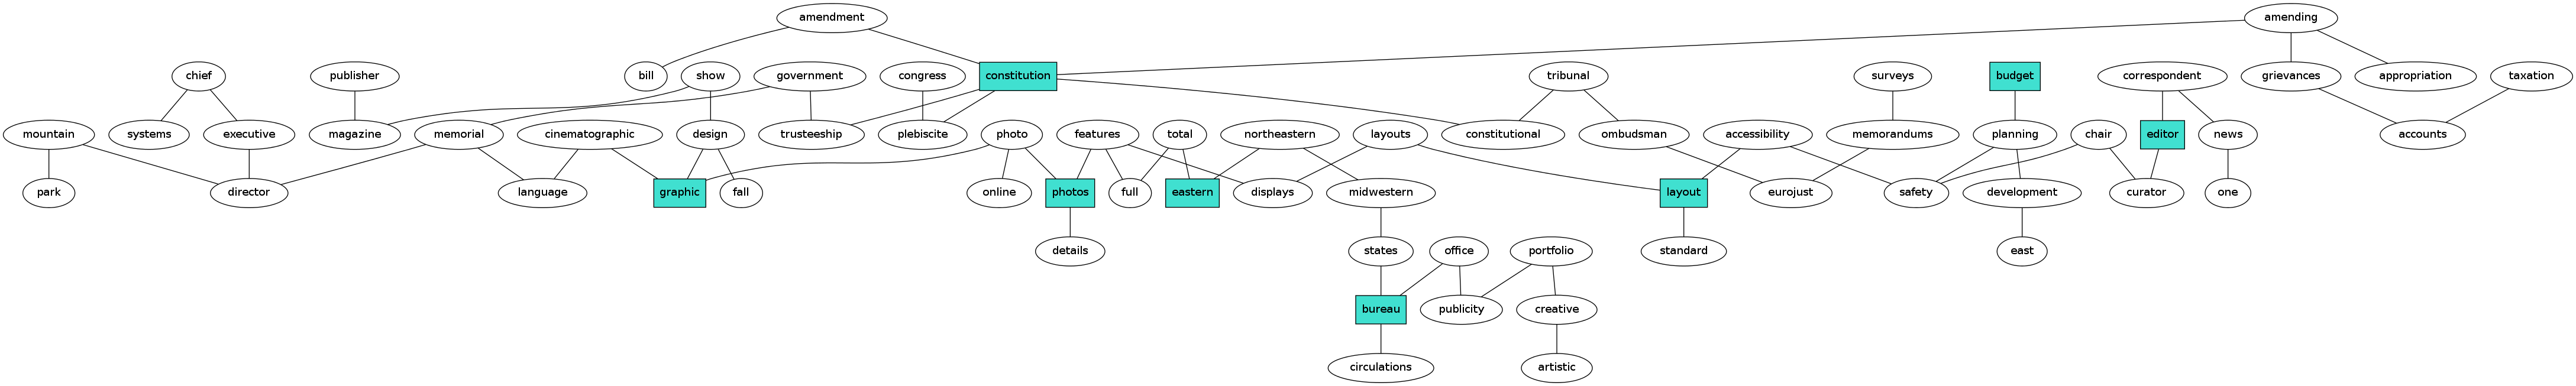 amendment
amending
chief
publisher
bill
show
government
congress
constitution
tribunal
surveys
budget
correspondent
grievances
appropriation
taxation
mountain
systems
executive
magazine
memorial
cinematographic
design
trusteeship
plebiscite
photo
features
total
northeastern
layouts
constitutional
ombudsman
accessibility
memorandums
planning
chair
editor
news
accounts
park
director
language
graphic
fall
online
photos
full
eastern
displays
midwestern
layout
eurojust
safety
development
curator
one
details
states
office
portfolio
standard
east
bureau
publicity
creative
circulations
artistic